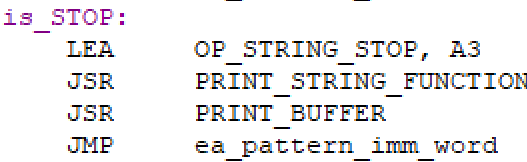 is_STOP:
LEA OP_STRING_STOP, A3
JSR PRINT_STRING_FUNCTION
JSR PRINT_BUFFER
JMP ea_pattern_imm_word